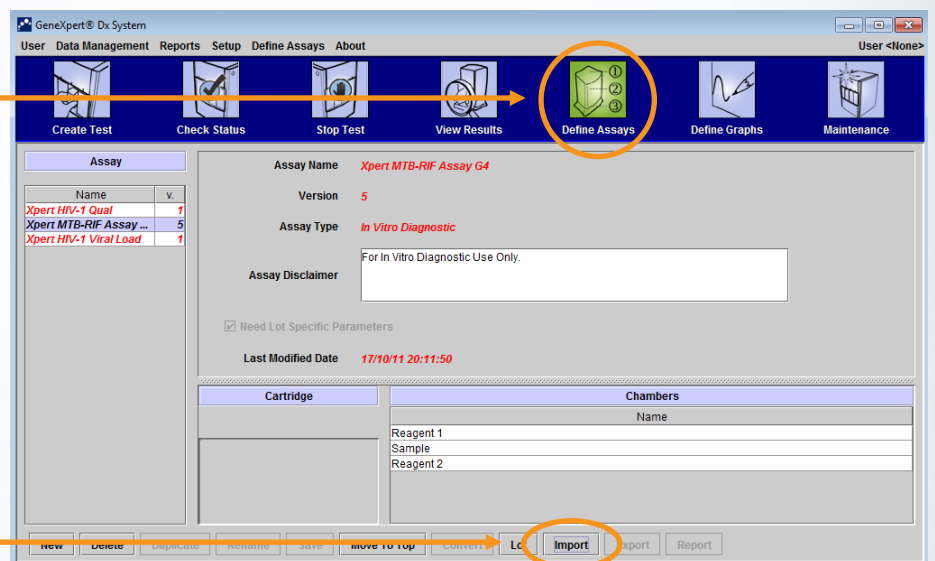 GeneXpert® Dx System
User Data Management Reports Setup Define Assays About User <None>
Create Test Check Status Stop Test View Results Define Assays Define Graphs Maintenance
Assay
Name v.
Xpert HIV-1 Qual 1
Xpert MTB-RIF Assay ... 5
Xpert HIV-1 Viral Load 1
Assay Name Xpert MTB-RIF Assay G4
Version 5
Assay Type In Vitro Diagnostic
Assay Disclaimer For In Vitro Diagnostic Use Only.
Need Lot Specific Parameters
Last Modified Date 17/10/11 20:11:50
Cartridge Chambers
Name
Reagent 1
Sample
Reagent 2
New Delete Duplicate Rename Save Move To Top Convert Import Export Report